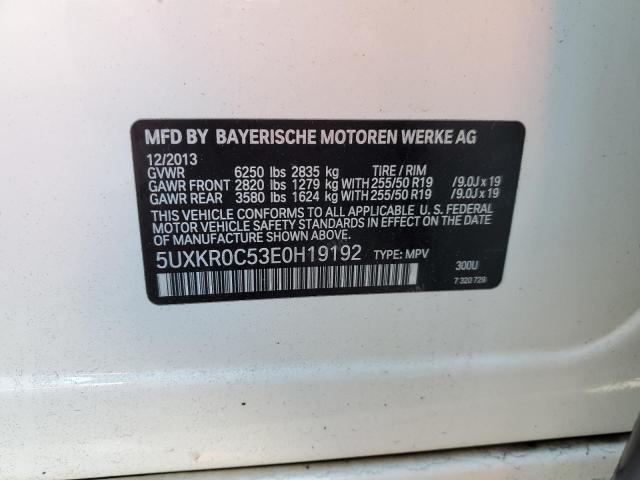 MFD BY BAYERISCHE MOTOREN WERKE AG
12/2013
GVWR 6250 lbs 2835 kg TIRE / RIM
GAWR FRONT 2820 lbs 1279 kg WITH 255/50 R19 /9.0J x 19
GAWR REAR 3580 lbs 1624 kg WITH 255/50 R19 /9.0J x 19
THIS VEHICLE CONFORMS TO ALL APPLICABLE U.S. FEDERAL
MOTOR VEHICLE SAFETY STANDARDS IN EFFECT ON THE DATE
OF MANUFACTURE SHOWN ABOVE.
5UXKR0C53E0H19192 TYPE: MPV 300U
7 320 729